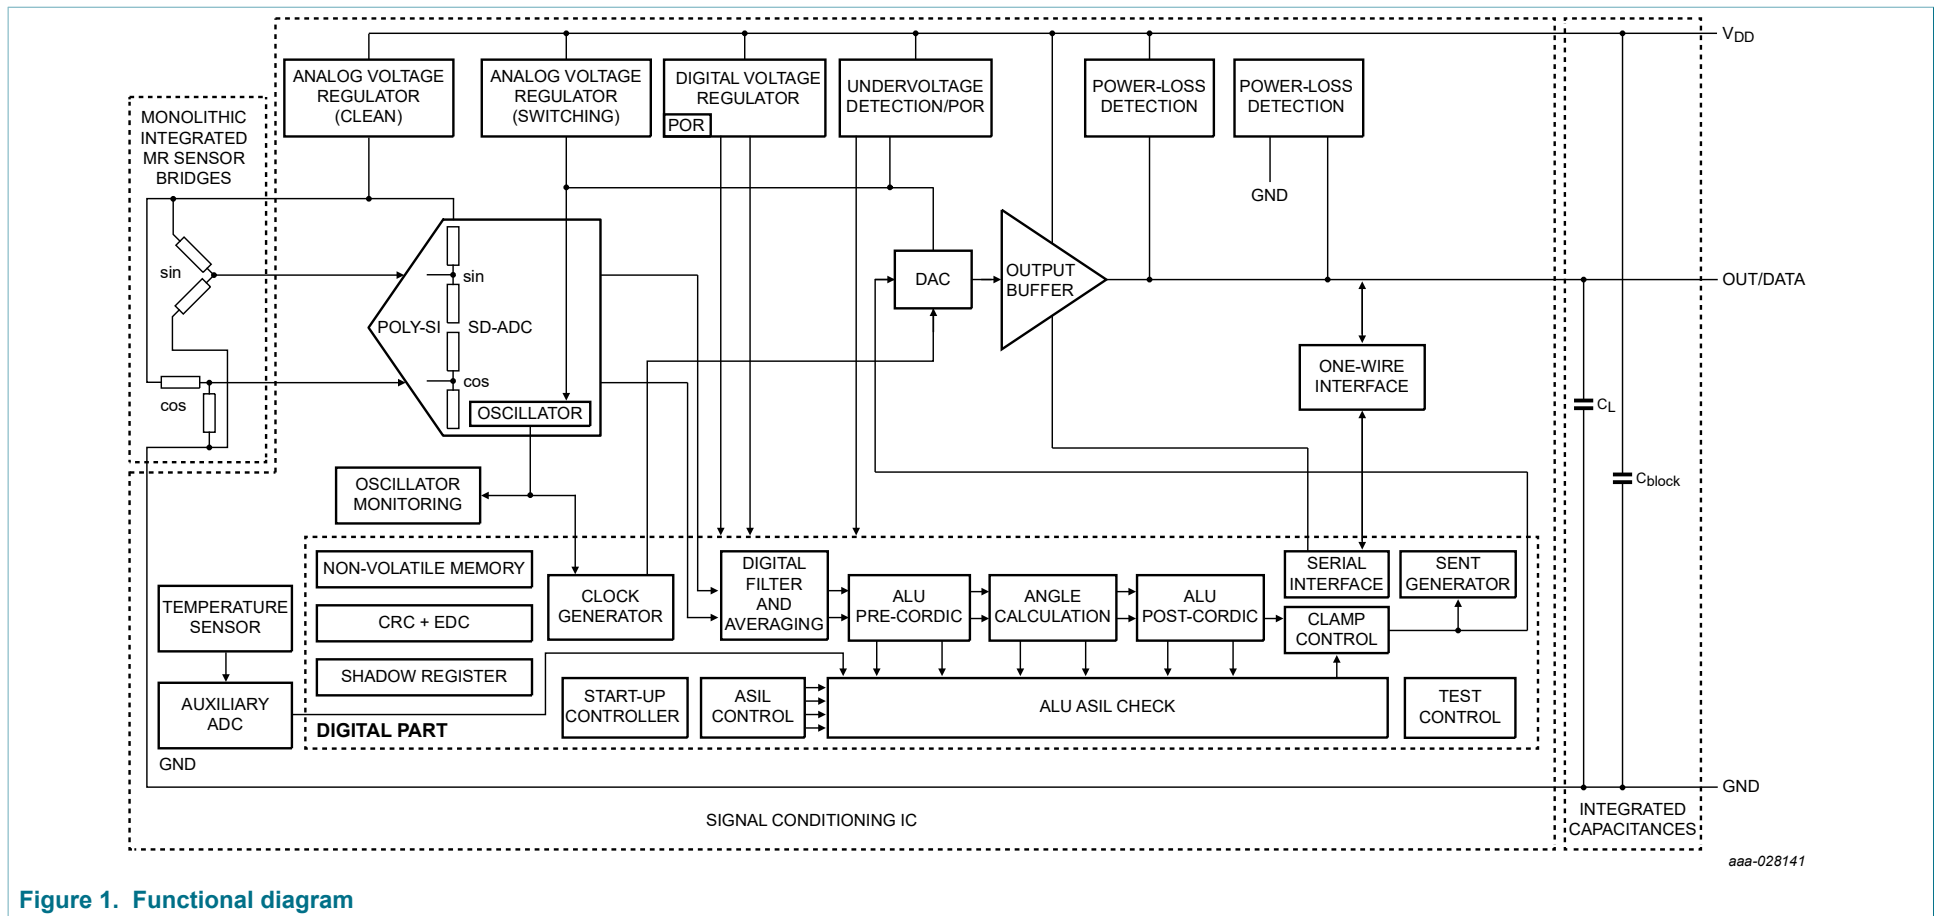 ANALOG VOLTAGE
REGULATOR
(CLEAN)
ANALOG VOLTAGE
REGULATOR
(SWITCHING)
DIGITAL VOLTAGE
REGULATOR
POR
UNDERVOLTAGE
DETECTION/POR
POWER-LOSS
DETECTION
POWER-LOSS
DETECTION
GND
VDD
MONOLITHIC
INTEGRATED
MR SENSOR
BRIDGES
sin
cos
POLY-SI
SD-ADC
sin
cos
OSCILLATOR
DAC
OUTPUT
BUFFER
OUT/DATA
ONE-WIRE
INTERFACE
CL
Cblock
OSCILLATOR
MONITORING
NON-VOLATILE MEMORY
CRC + EDC
SHADOW REGISTER
DIGITAL PART
CLOCK
GENERATOR
DIGITAL
FILTER
AND
AVERAGING
ALU
PRE-CORDIC
ANGLE
CALCULATION
ALU
POST-CORDIC
SERIAL
INTERFACE
SENT
GENERATOR
CLAMP
CONTROL
TEMPERATURE
SENSOR
AUXILIARY
ADC
GND
START-UP
CONTROLLER
ASIL
CONTROL
ALU ASIL CHECK
TEST
CONTROL
GND
SIGNAL CONDITIONING IC
INTEGRATED
CAPACITANCES
aaa-028141
Figure 1. Functional diagram